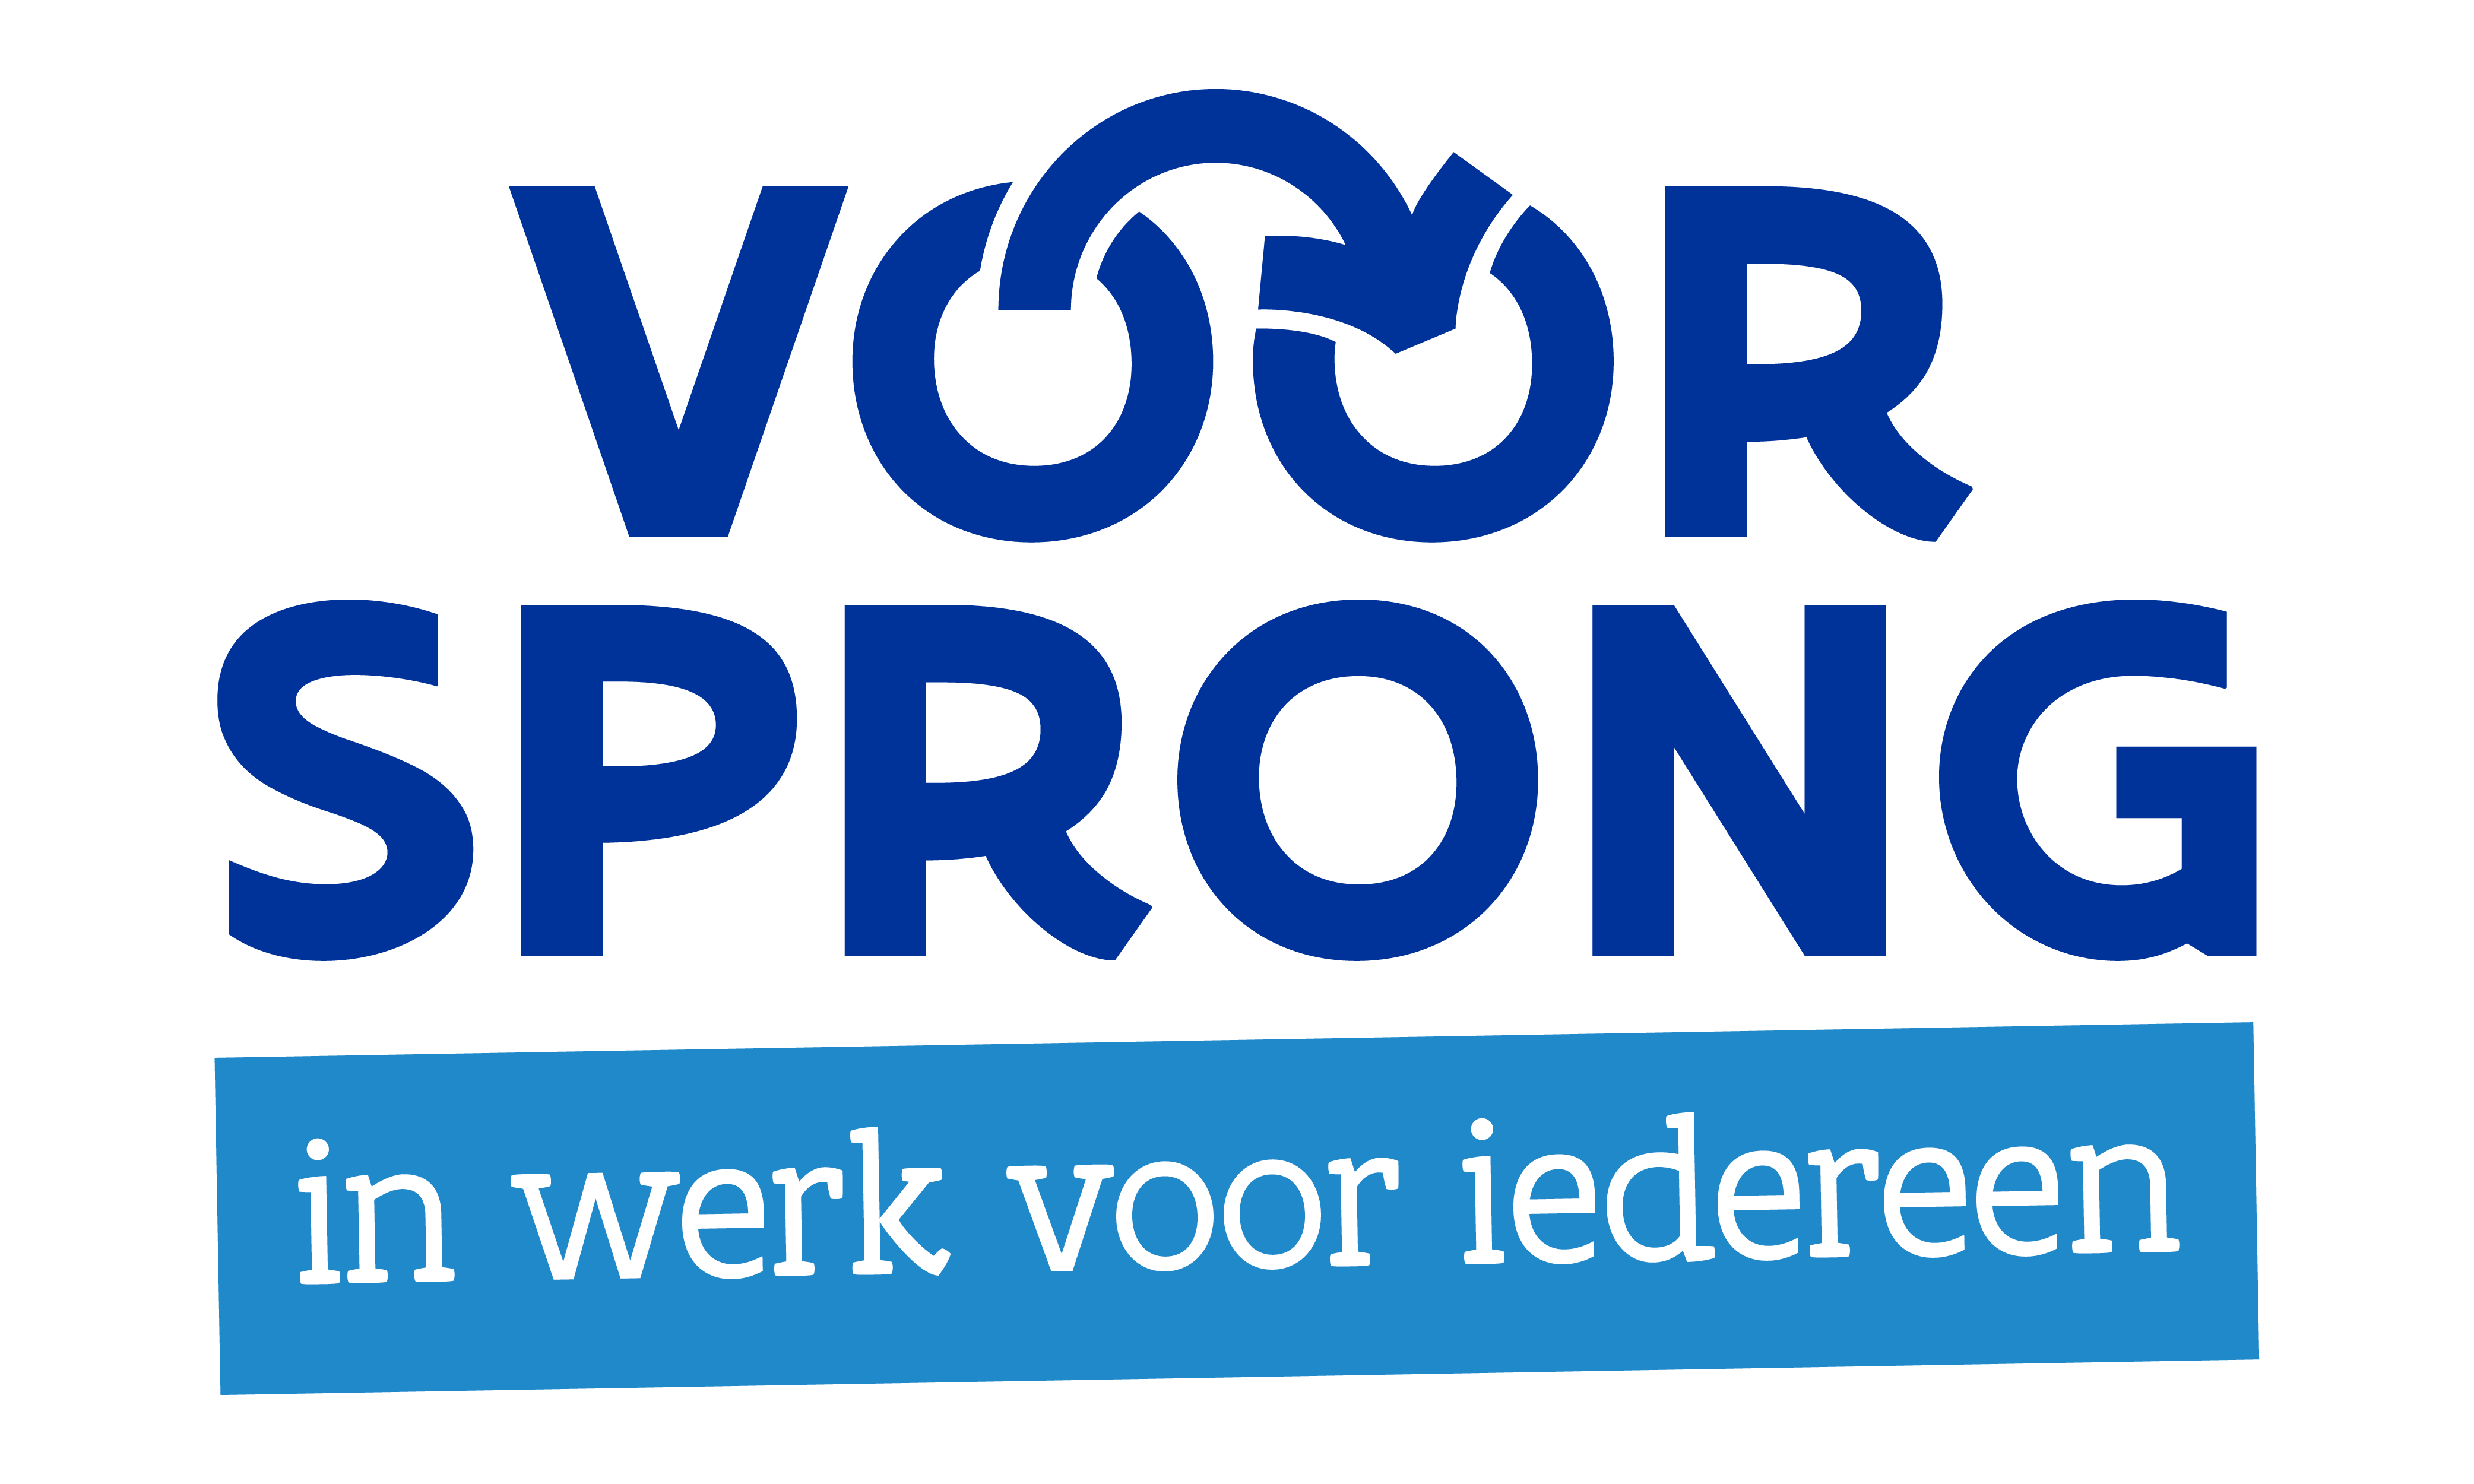 VOOR
SPRONG
in werk voor iedereen